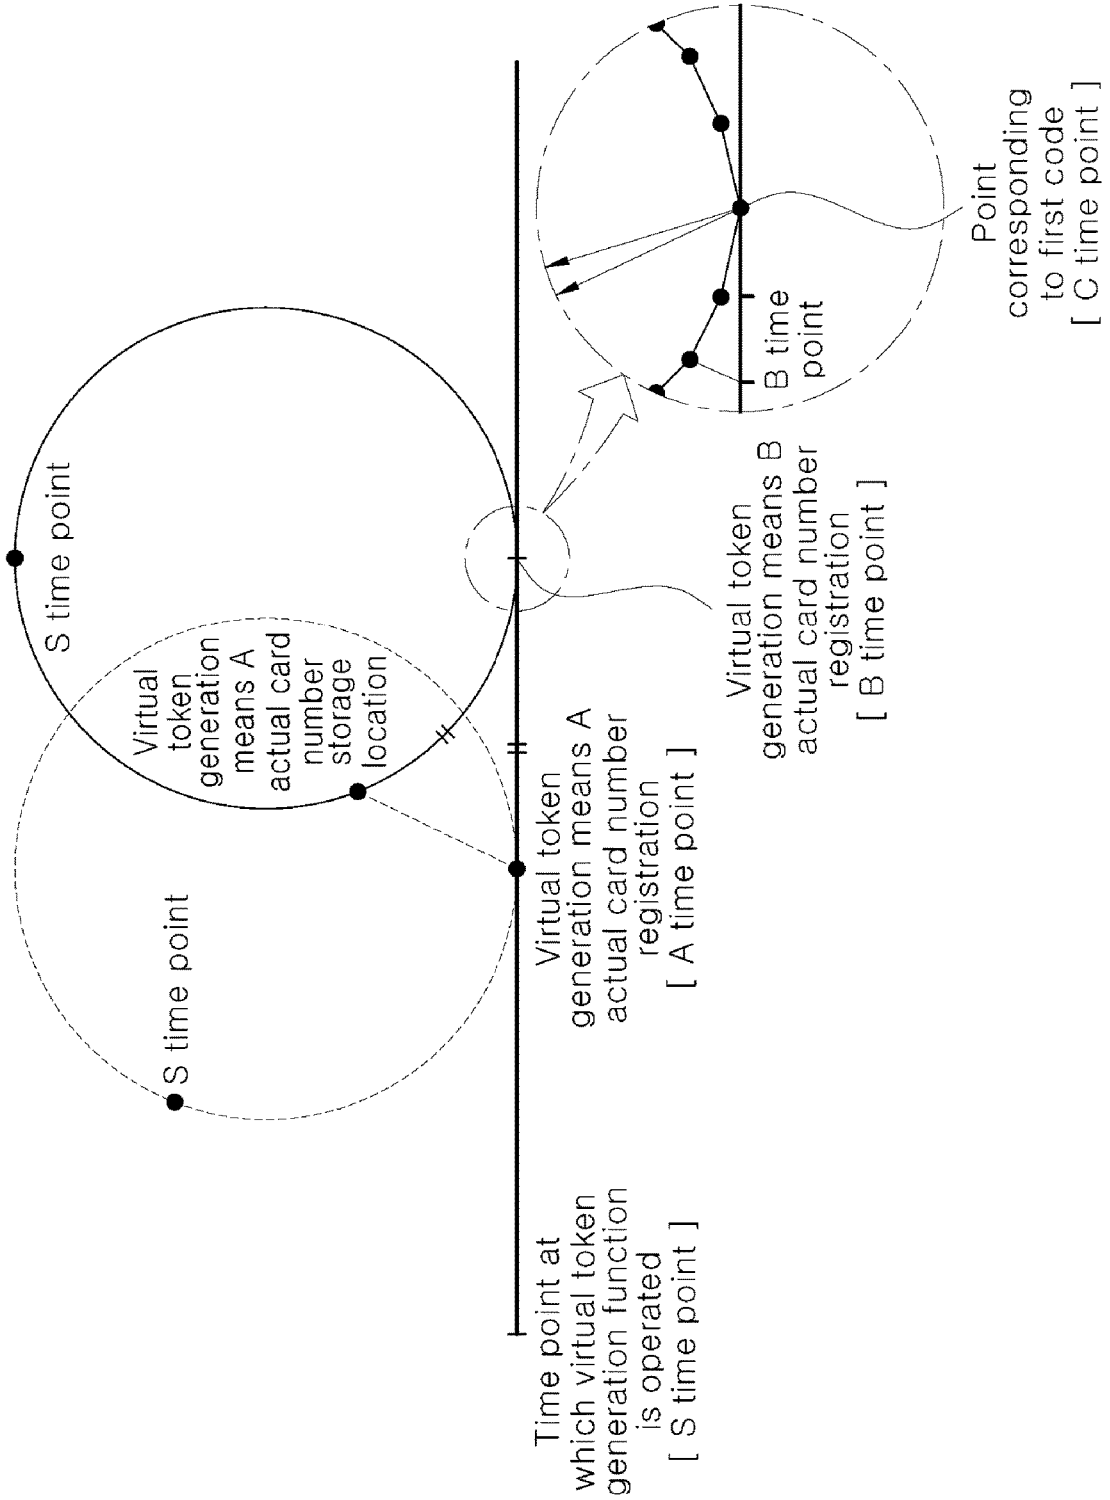 S time point
S time point
Virtual
token
generation
means A
actual card
number
storage
location
Time point at
which virtual token
generation function
is operated
[ S time point ]
Virtual token
generation means A
actual card number
registration
[ A time point ]
Virtual token
generation means B
actual card number
registration
[ B time point ]
B time
point
Point
corresponding
to first code
[ C time point ]